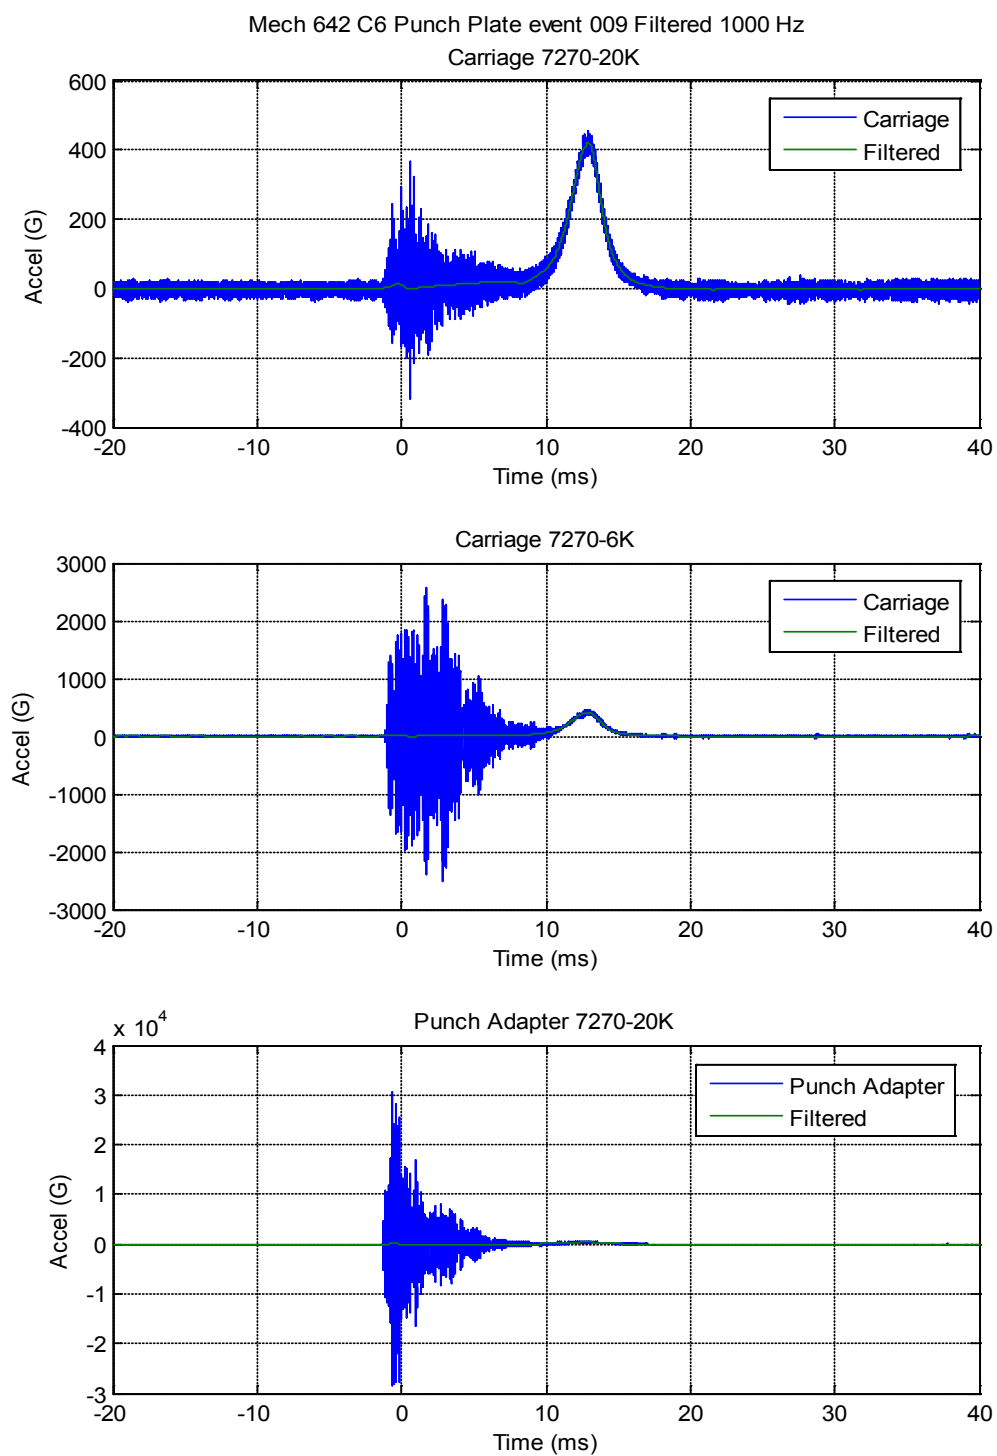 Mech 642 C6 Punch Plate event 009 Filtered 1000 Hz
Carriage 7270-20K
600
400
200
0
-200
-400
Accel (G)
Carriage
Filtered
-20 -10 0 10 20 30 40
Time (ms)
Carriage 7270-6K
3000
2000
1000
0
-1000
-2000
-3000
Accel (G)
Carriage
Filtered
-20 -10 0 10 20 30 40
Time (ms)
Punch Adapter 7270-20K
x 10^4
4
3
2
1
0
-1
-2
-3
Accel (G)
Punch Adapter
Filtered
-20 -10 0 10 20 30 40
Time (ms)